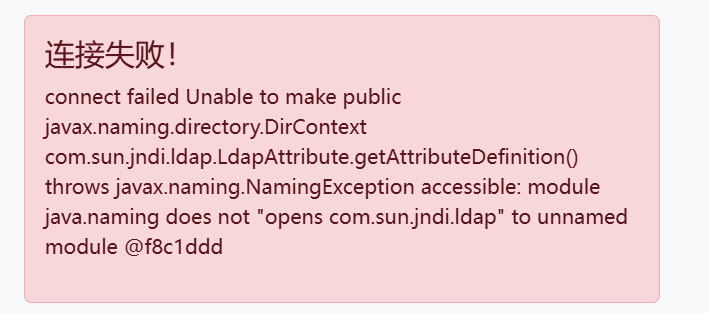 连接失败！
connect failed Unable to make public
javax.naming.directory.DirContext
com.sun.jndi.ldap.LdapAttribute.getAttributeDefinition()
throws javax.naming.NamingException accessible: module
java.naming does not "opens com.sun.jndi.ldap" to unnamed
module @f8c1ddd